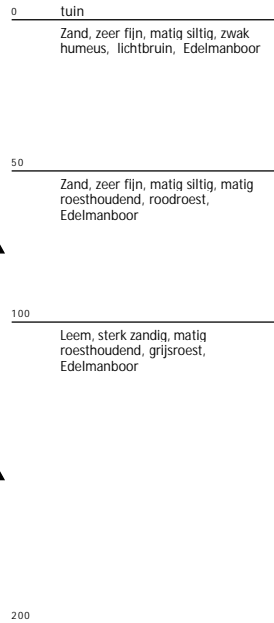 0 tuin
Zand, zeer fijn, matig siltig, zwak
humeus, lichtbruin, Edelmanboor
50
Zand, zeer fijn, matig siltig, matig
roesthoudend, roodroest,
Edelmanboor
100
Leem, sterk zandig, matig
roesthoudend, grijsroest,
Edelmanboor
200